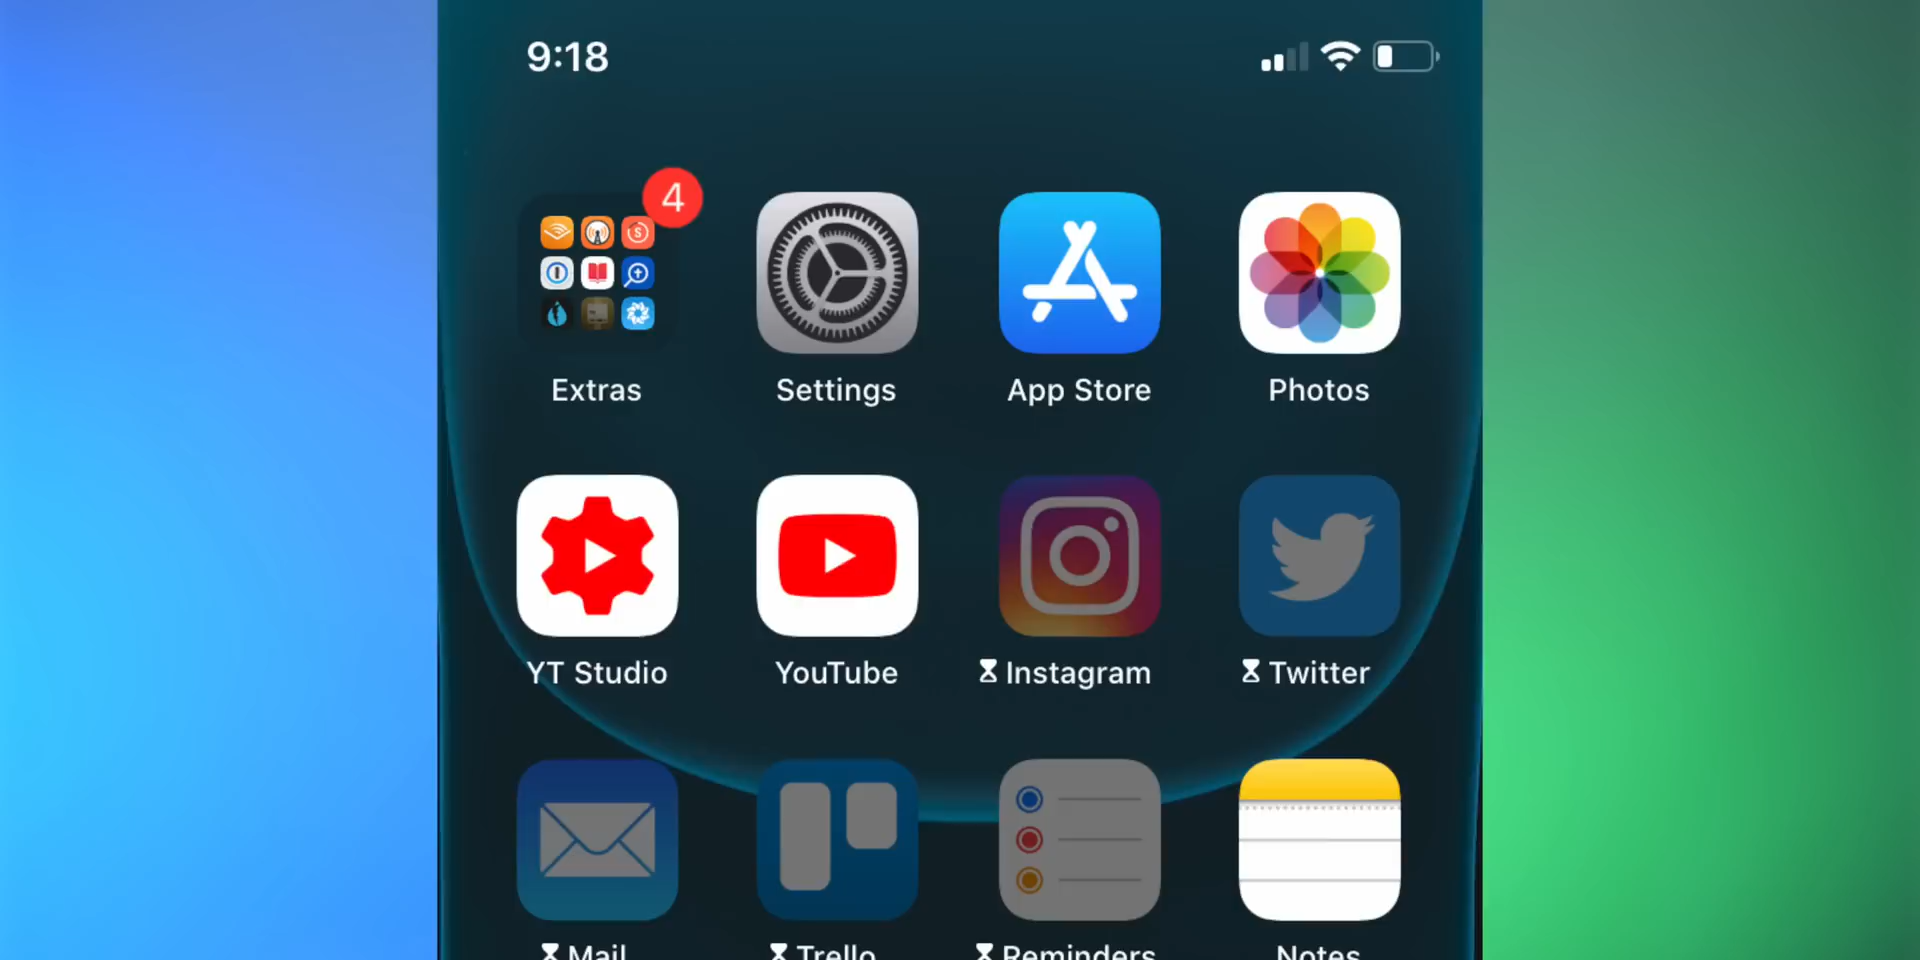 9:18
4
Extras
Settings
App Store
Photos
YT Studio
YouTube
Instagram
Twitter
Mail
Trello
Reminders
Notes